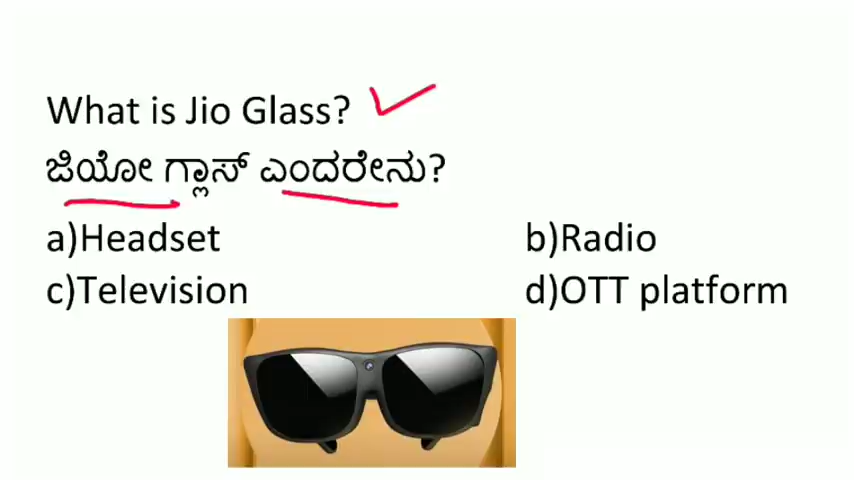 What is Jio Glass?
ಜಿಯೋ ಗ್ಲಾಸ್ ಎಂದರೇನು?
a)Headset b)Radio
c)Television d)OTT platform